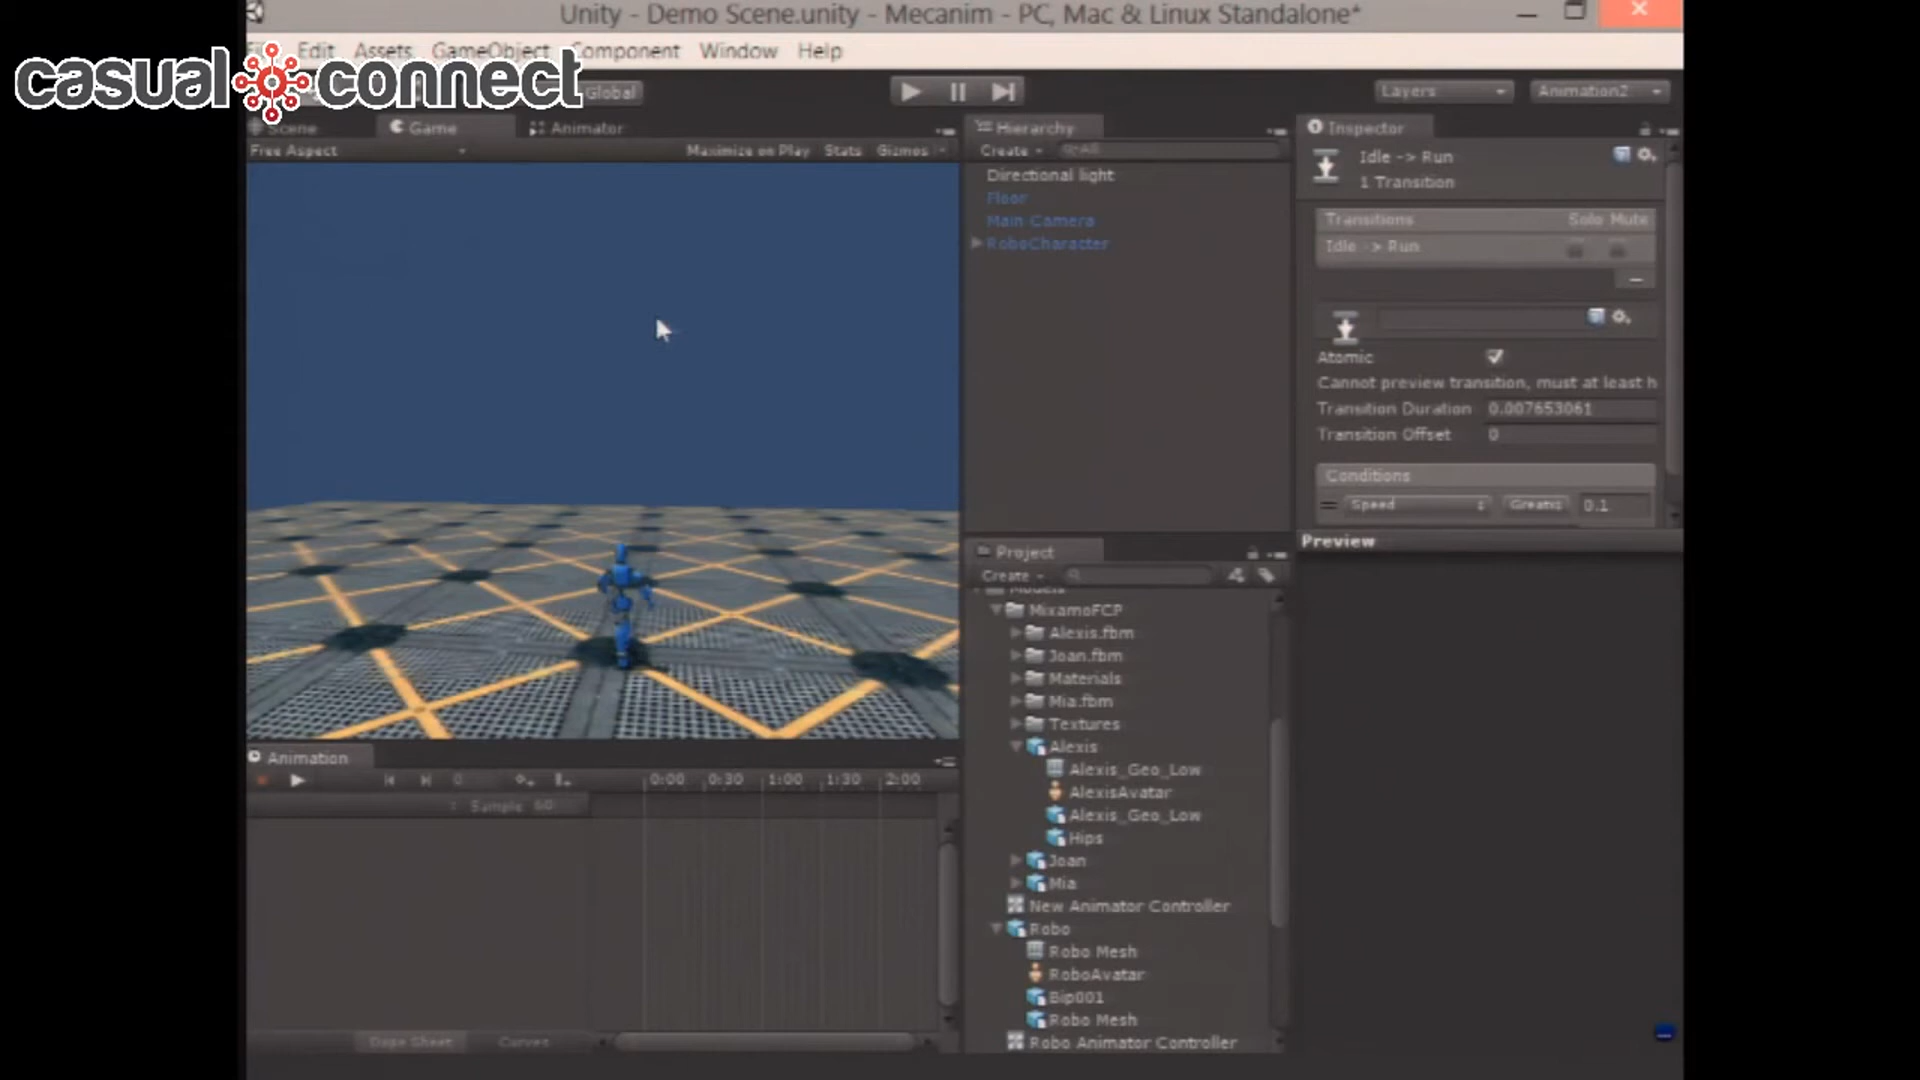 Unity - Demo Scene.unity - Mecanim - PC, Mac & Linux Standalone*
Edit Assets GameObject Component Window Help
casual connect
Global
Layers
Animation2
Scene
Game
Animator
Free Aspect
Maximize on Play Stats Gizmos
Hierarchy
Create
All
Directional light
Floor
Main Camera
RoboCharacter
Inspector
Idle -> Run
1 Transition
Transitions Solo Mute
Idle -> Run
Atomic
Cannot preview transition, must at least h
Transition Duration 0.007653061
Transition Offset 0
Conditions
Speed 0.1
Preview
Project
Create
Models
MixamoFCP
Alexis.fbm
Joan.fbm
Materials
Mia.fbm
Textures
Alexis
Alexis_Geo_Low
AlexisAvatar
Alexis_Geo_Low
Hips
Joan
Mia
New Animator Controller
Robo
Robo Mesh
RoboAvatar
Bip001
Robo Mesh
Robo Animator Controller
Animation
0
0:00 0:30 1:00 1:30 2:00
Sample 60
Dope Sheet Curves